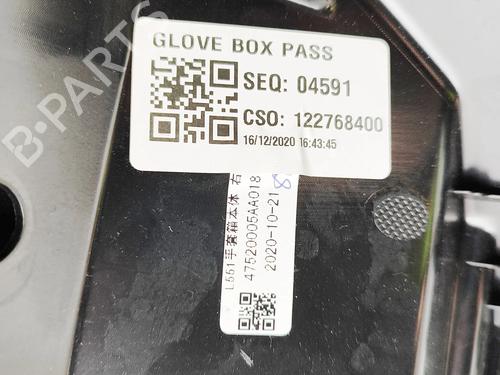 GLOVE BOX PASS
SEQ: 04591
CSO: 122768400
16/12/2020 16:43:45
L551手套箱本体 右
47520005AA018
2020-10-21
8
B-PARTS